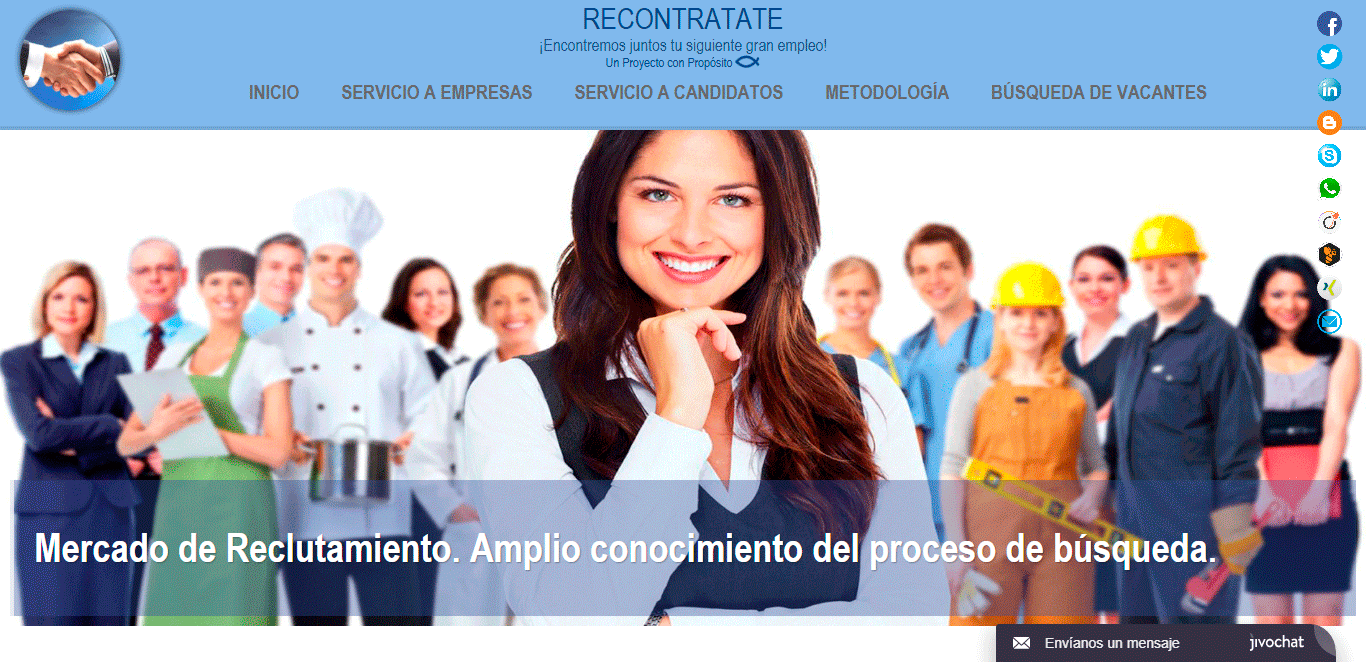 RECONTRATATE
¡Encontremos juntos tu siguiente gran empleo!
Un Proyecto con Propósito
INICIO SERVICIO A EMPRESAS SERVICIO A CANDIDATOS METODOLOGÍA BÚSQUEDA DE VACANTES
Mercado de Reclutamiento. Amplio conocimiento del proceso de búsqueda.
Envíanos un mensaje jivochat